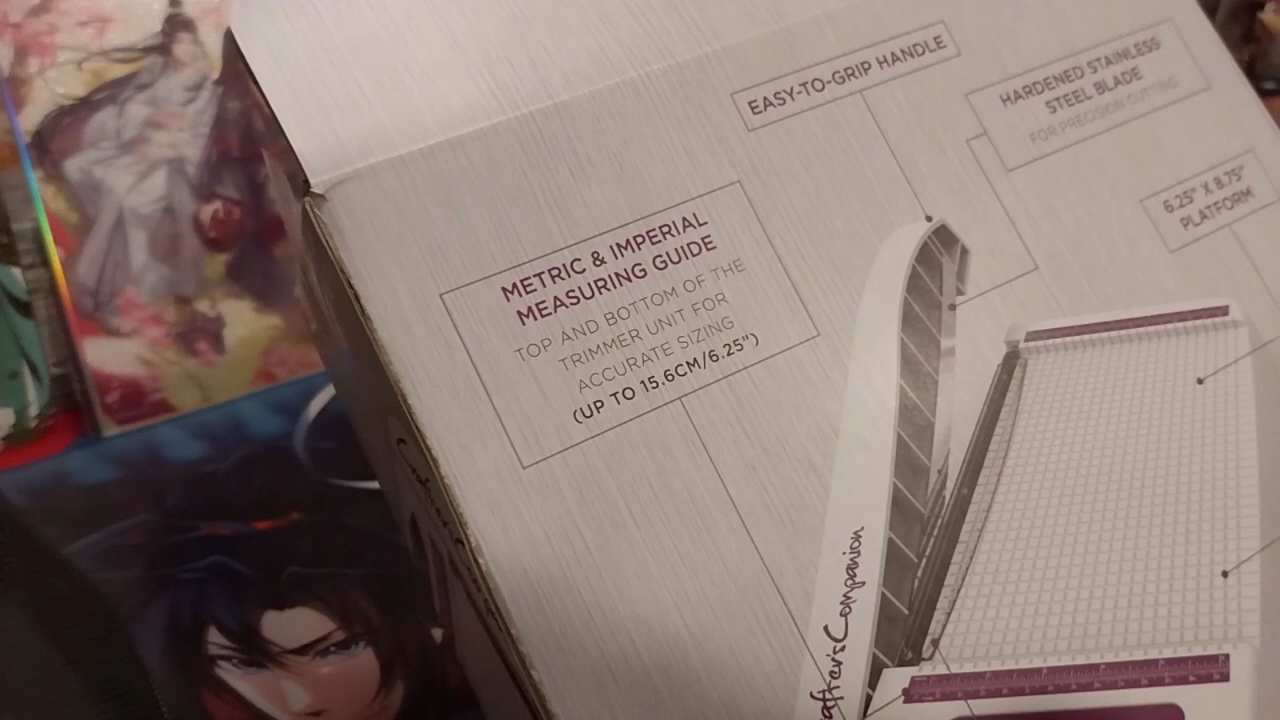 EASY-TO-GRIP HANDLE
HARDENED STAINLESS
STEEL BLADE
FOR PRECISION CUTTING
6.25" X 8.75"
PLATFORM
METRIC & IMPERIAL
MEASURING GUIDE
TOP AND BOTTOM OF THE
TRIMMER UNIT FOR
ACCURATE SIZING
(UP TO 15.6CM/6.25")
rafter's Companion